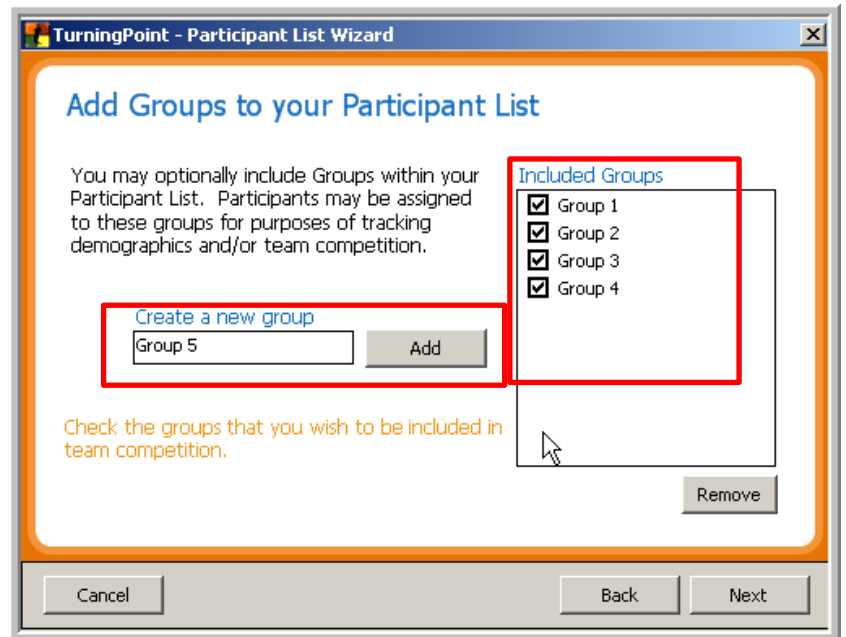 TurningPoint - Participant List Wizard
Add Groups to your Participant List
You may optionally include Groups within your
Participant List. Participants may be assigned
to these groups for purposes of tracking
demographics and/or team competition.
Included Groups
Group 1
Group 2
Group 3
Group 4
Create a new group
Group 5
Add
Check the groups that you wish to be included in
team competition.
Remove
Cancel
Back
Next